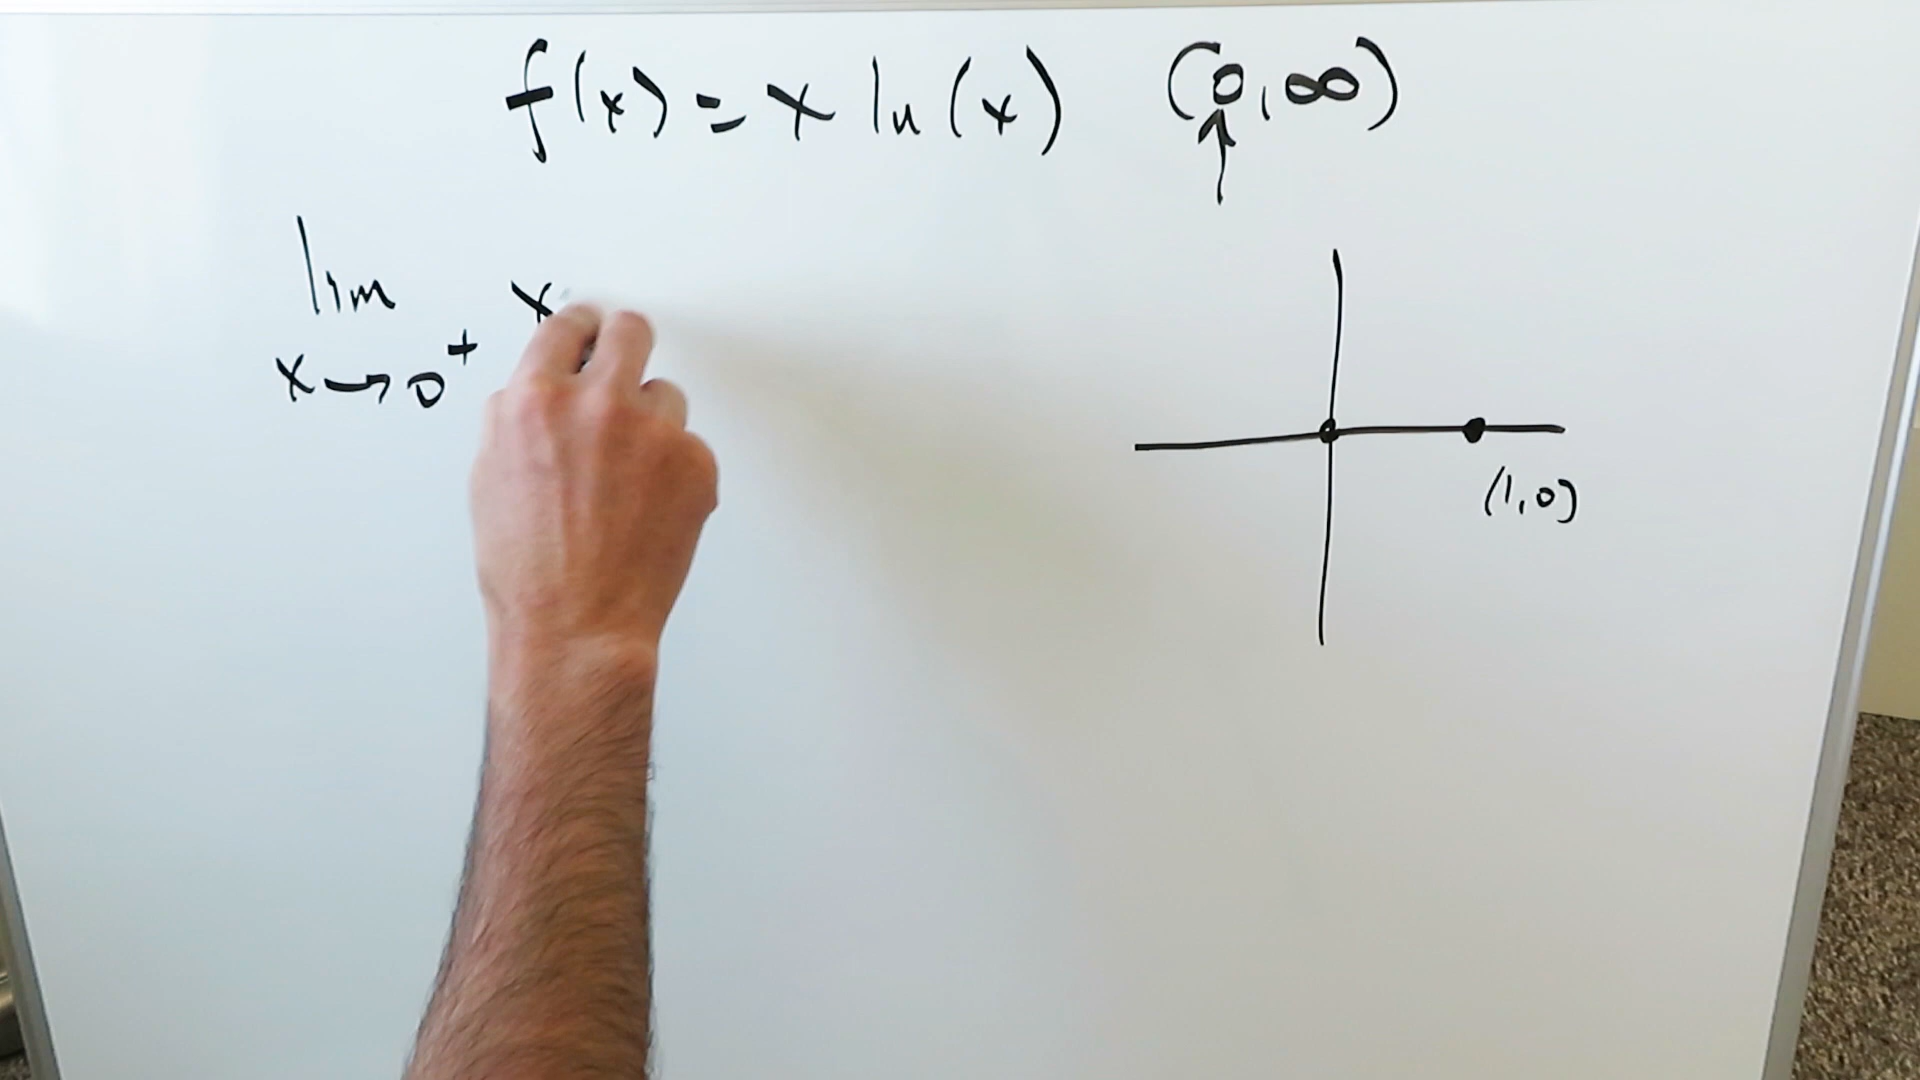 f(x) = x ln(x) (0, ∞)
lim x
x → 0⁺
(1, 0)